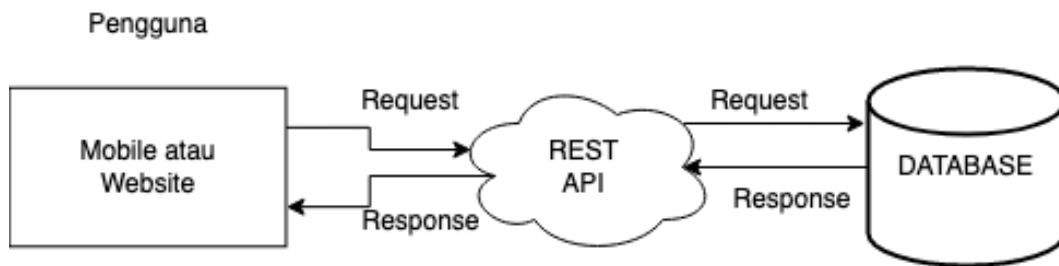 Pengguna
Mobile atau
Website
Request
Response
REST
API
Request
Response
DATABASE